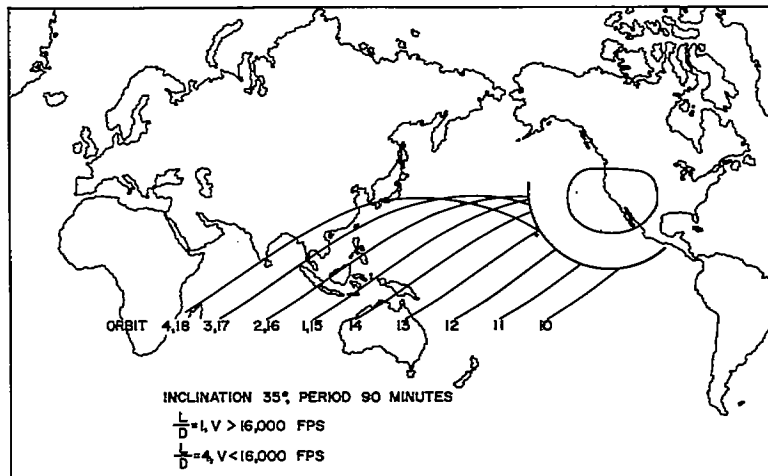 ORBIT 4,18 3,17 2,16 1,15 14 13 12 11 10
INCLINATION 35°, PERIOD 90 MINUTES
L/D = 1, V > 16,000 FPS
L/D = 4, V < 16,000 FPS